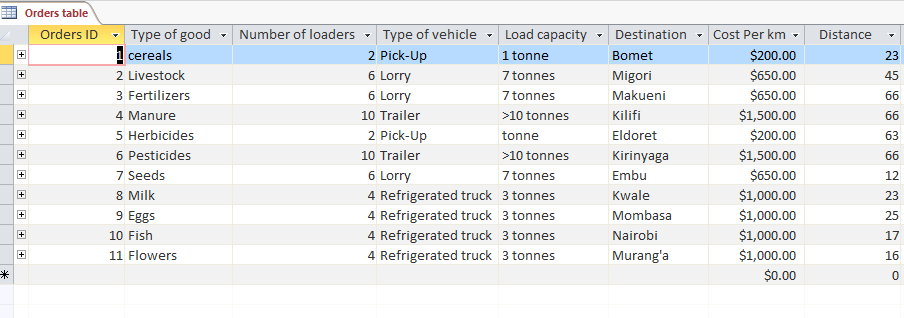 Orders table
Orders ID Type of good Number of loaders Type of vehicle Load capacity Destination Cost Per km Distance
1 cereals 2 Pick-Up 1 tonne Bomet $200.00 23
2 Livestock 6 Lorry 7 tonnes Migori $650.00 45
3 Fertilizers 6 Lorry 7 tonnes Makueni $650.00 66
4 Manure 10 Trailer >10 tonnes Kilifi $1,500.00 66
5 Herbicides 2 Pick-Up tonne Eldoret $200.00 63
6 Pesticides 10 Trailer >10 tonnes Kirinyaga $1,500.00 66
7 Seeds 6 Lorry 7 tonnes Embu $650.00 12
8 Milk 4 Refrigerated truck 3 tonnes Kwale $1,000.00 23
9 Eggs 4 Refrigerated truck 3 tonnes Mombasa $1,000.00 25
10 Fish 4 Refrigerated truck 3 tonnes Nairobi $1,000.00 17
11 Flowers 4 Refrigerated truck 3 tonnes Murang'a $1,000.00 16
$0.00 0